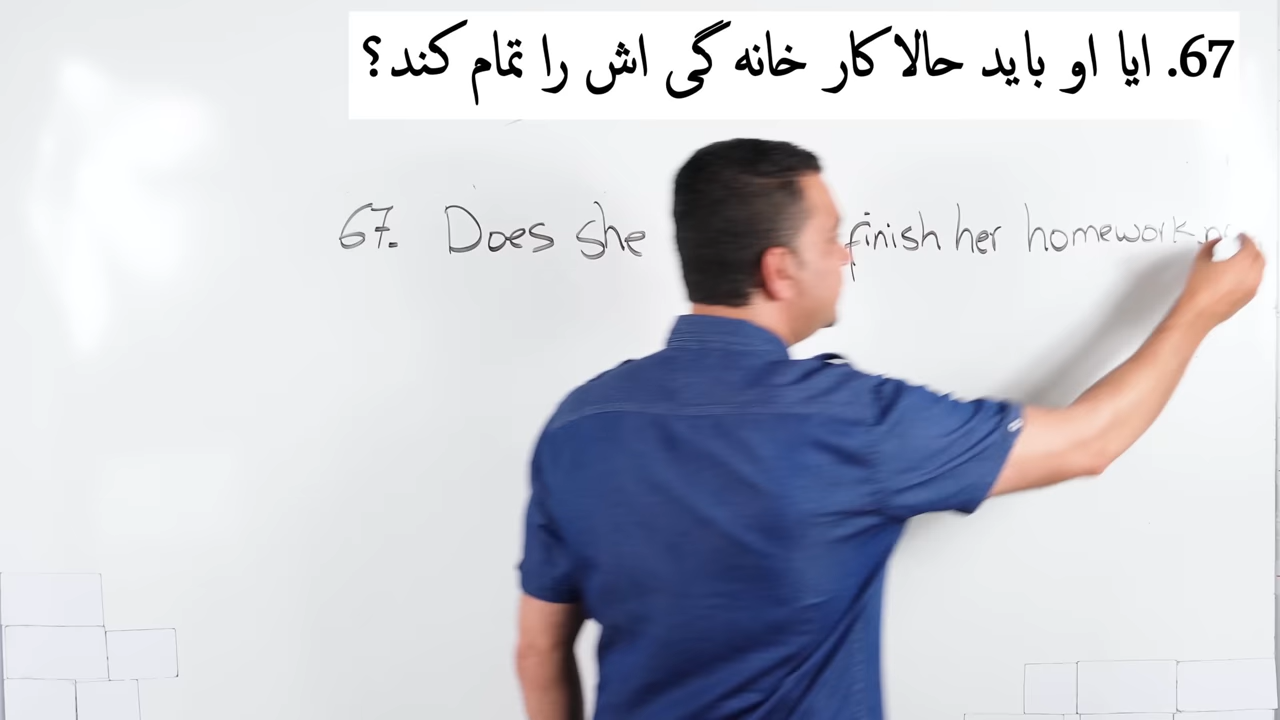 67. ایا او باید حالا کار خانه گی اش را تمام کند؟
67. Does she finish her homework